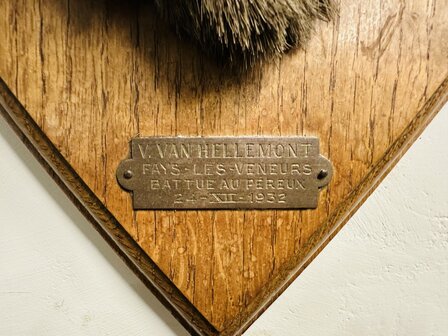 V. VAN HELLEMONT
FAYS-LES-VENEURS
BATTUE AU PEREUX
24-XII-1932